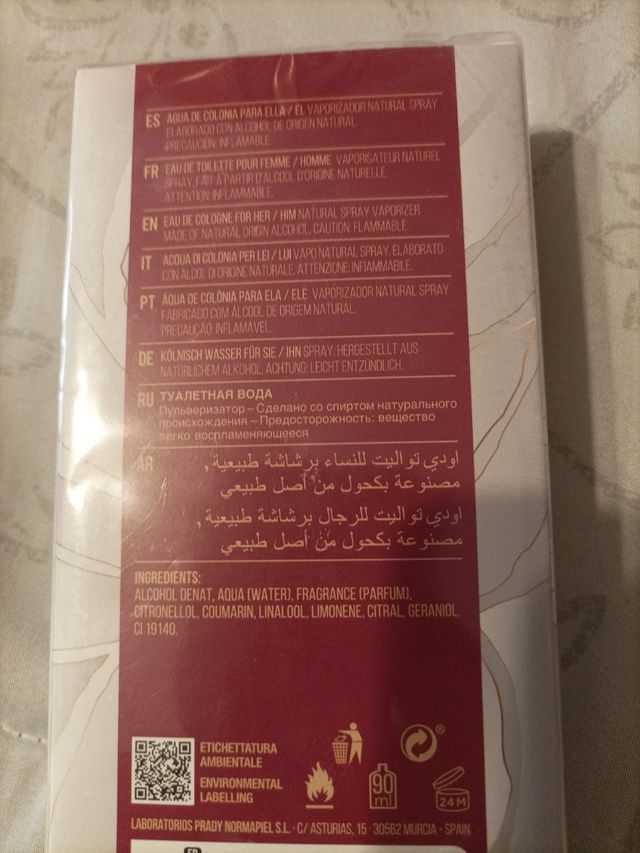 ES AGUA DE COLONIA PARA ELLA / ÉL VAPORIZADOR NATURAL SPRAY
ELABORADO CON ALCOHOL DE ORIGEN NATURAL.
PRECAUCIÓN: INFLAMABLE.
FR EAU DE TOILETTE POUR FEMME / HOMME VAPORISATEUR NATUREL
SPRAY. FAIT À PARTIR D'ALCOOL D'ORIGINE NATURELLE.
ATTENTION: INFLAMMABLE.
EN EAU DE COLOGNE FOR HER / HIM NATURAL SPRAY VAPORIZER
MADE OF NATURAL ORIGIN ALCOHOL. CAUTION: FLAMMABLE.
IT ACQUA DI COLONIA PER LEI / LUI VAPO NATURAL SPRAY. ELABORATO
CON ALCOL DI ORIGINE NATURALE. ATTENZIONE: INFIAMMABILE.
PT ÁQUA DE COLÔNIA PARA ELA / ELE VAPORIZADOR NATURAL SPRAY
FABRICADO COM ALCOOL DE ORIGEM NATURAL.
PRECAUÇÃO: INFLAMÁVEL.
DE KÖLNISCH WASSER FÜR SIE / IHN SPRAY: HERGESTELLT AUS
NATÜRLICHEM ALKOHOL. ACHTUNG: LEICHT ENTZÜNDLICH.
RU ТУАЛЕТНАЯ ВОДА
Пульверизатор – Сделано со спиртом натурального
происхождения – Предосторожность: вещество
легко воспламеняющееся
AR اودي تواليت للنساء برشاشة طبيعية ,
مصنوعة بكحول من أصل طبيعي
اودي تواليت للرجال برشاشة طبيعية ,
مصنوعة بكحول من أصل طبيعي
INGREDIENTS:
ALCOHOL DENAT, AQUA (WATER), FRAGRANCE (PARFUM),
CITRONELLOL, COUMARIN, LINALOOL, LIMONENE, CITRAL, GERANIOL,
CI 19140.
ETICHETTATURA
AMBIENTALE
ENVIRONMENTAL
LABELLING
90
ml
24 M
LABORATORIOS PRADY NORMAPIEL S.L. · C/ ASTURIAS, 15 · 30562 MURCIA - SPAIN